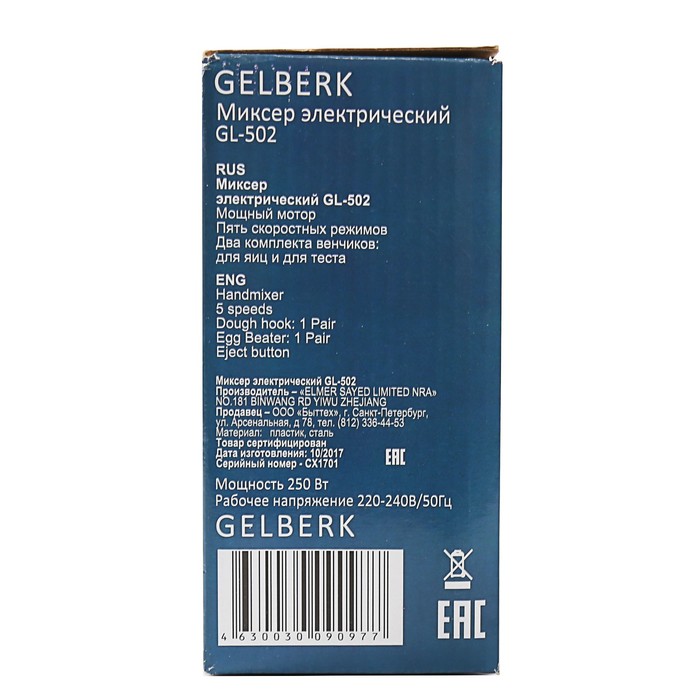 GELBERK
Миксер электрический
GL-502
RUS
Миксер
электрический GL-502
Мощный мотор
Пять скоростных режимов
Два комплекта венчиков:
для яиц и для теста
ENG
Handmixer
5 speeds
Dough hook: 1 Pair
Egg Beater: 1 Pair
Eject button
Миксер электрический GL-502
Производитель – «ELMER SAYED LIMITED NRA»
NO.181 BINWANG RD YIWU ZHEJIANG
Продавец – ООО «Быттех», г. Санкт-Петербург,
ул. Арсенальная, д 78, тел. (812) 336-44-53
Материал: пластик, сталь
Товар сертифицирован
Дата изготовления: 10/2017
Серийный номер - CX1701
EAC
Мощность 250 Вт
Рабочее напряжение 220-240В/50Гц
GELBERK
4 630030 090977
EAC